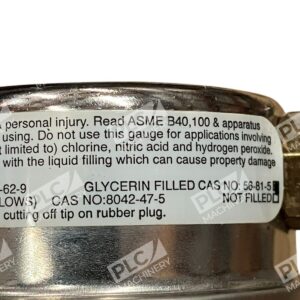 personal injury. Read ASME B40,100 & apparatus
using. Do not use this gauge for applications involving
t limited to) chlorine, nitric acid and hydrogen peroxide.
with the liquid filling which can cause property damage
-62-9 GLYCERIN FILLED CAS NO: 56-81-5
LOWS) CAS NO:8042-47-5 NOT FILLED
cutting off tip on rubber plug.
PLC
MACHINERY